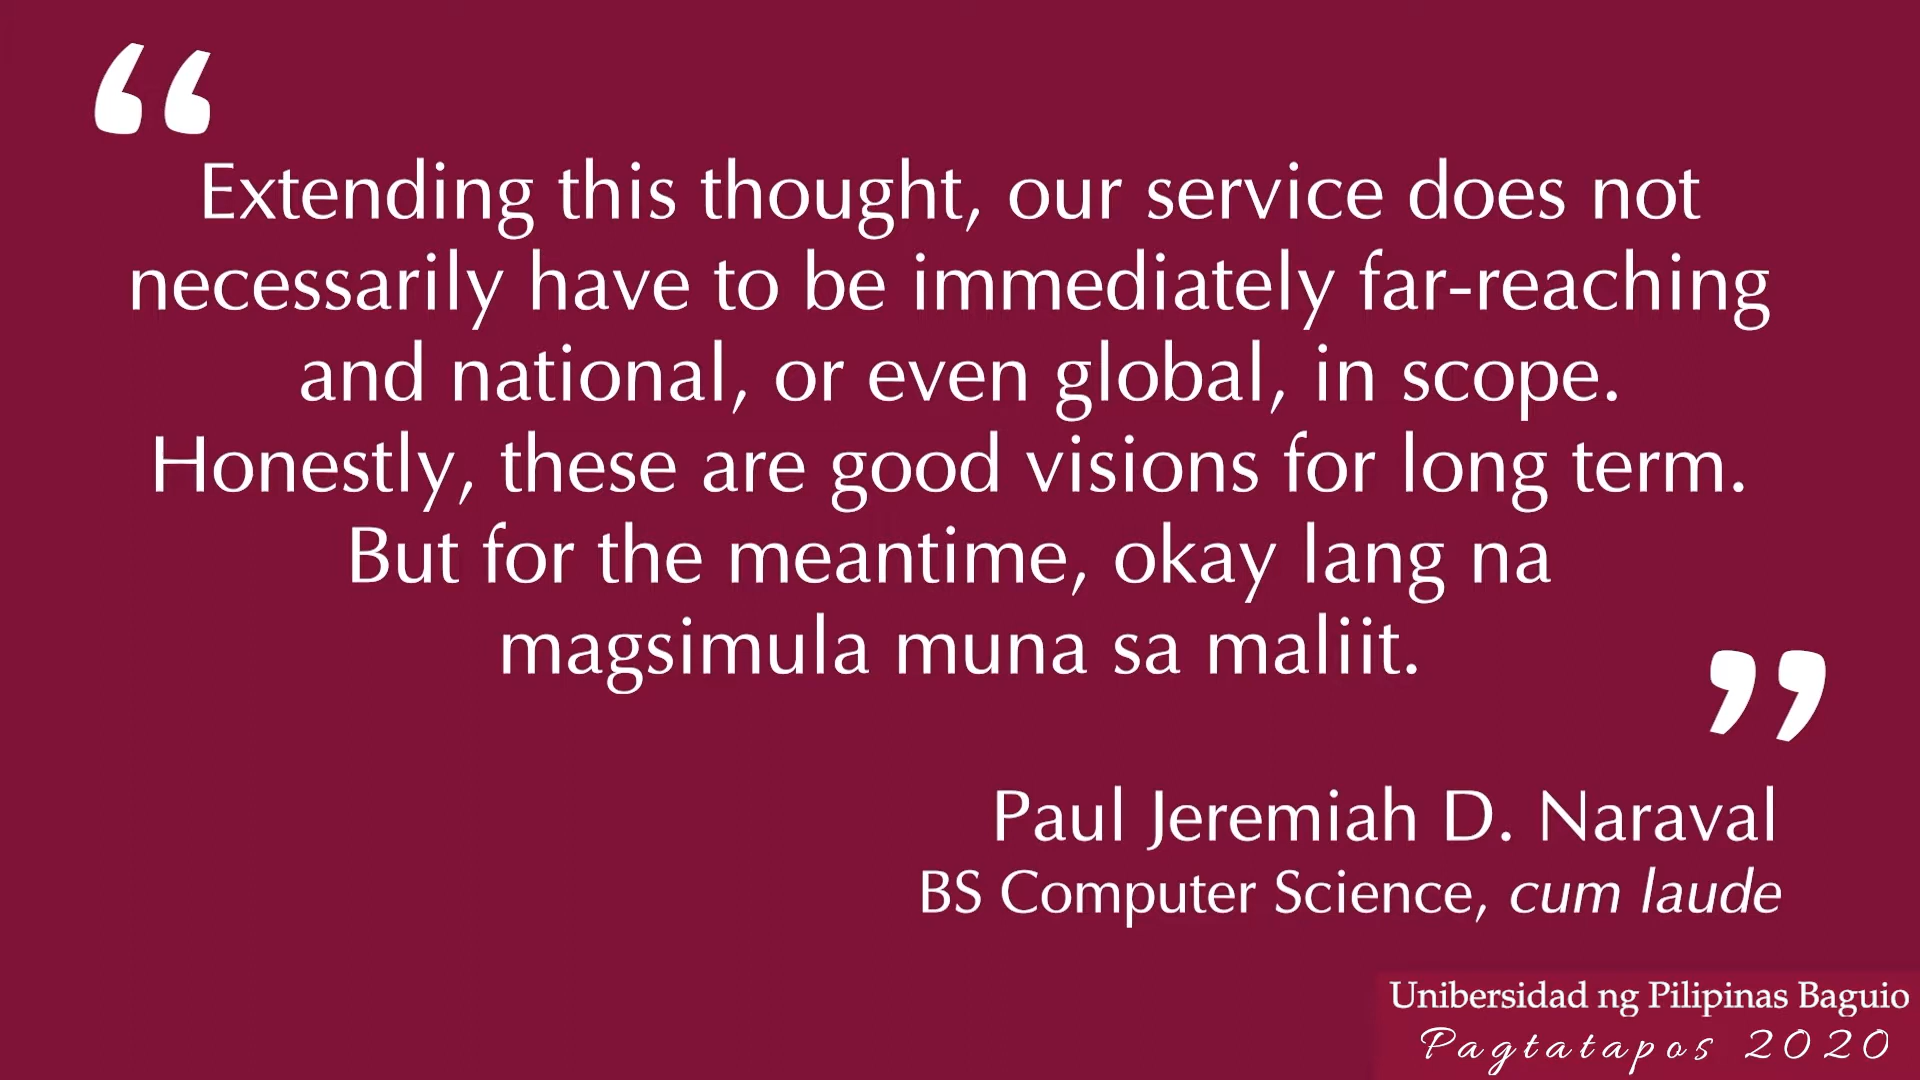 “
Extending this thought, our service does not
necessarily have to be immediately far-reaching
and national, or even global, in scope.
Honestly, these are good visions for long term.
But for the meantime, okay lang na
magsimula muna sa maliit.
”
Paul Jeremiah D. Naraval
BS Computer Science, cum laude
Unibersidad ng Pilipinas Baguio
Pagtatapos 2020